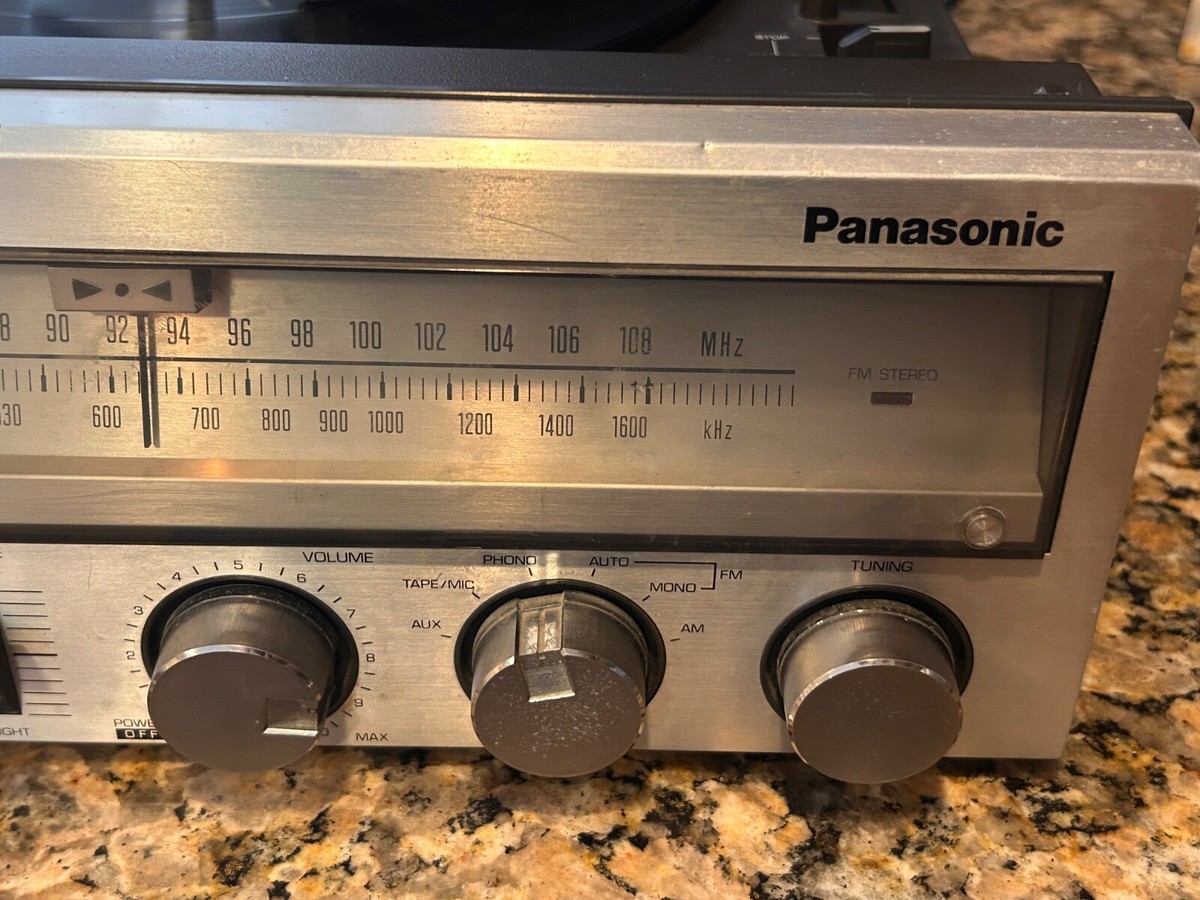 STOP
Panasonic
90 92 94 96 98 100 102 104 106 108 MHz
FM STEREO
600 700 800 900 1000 1200 1400 1600 kHz
VOLUME
PHONO
AUTO
FM
TUNING
TAPE/MIC
MONO
AUX
AM
2 3 4 5 6 7 8 9
OFF
MAX